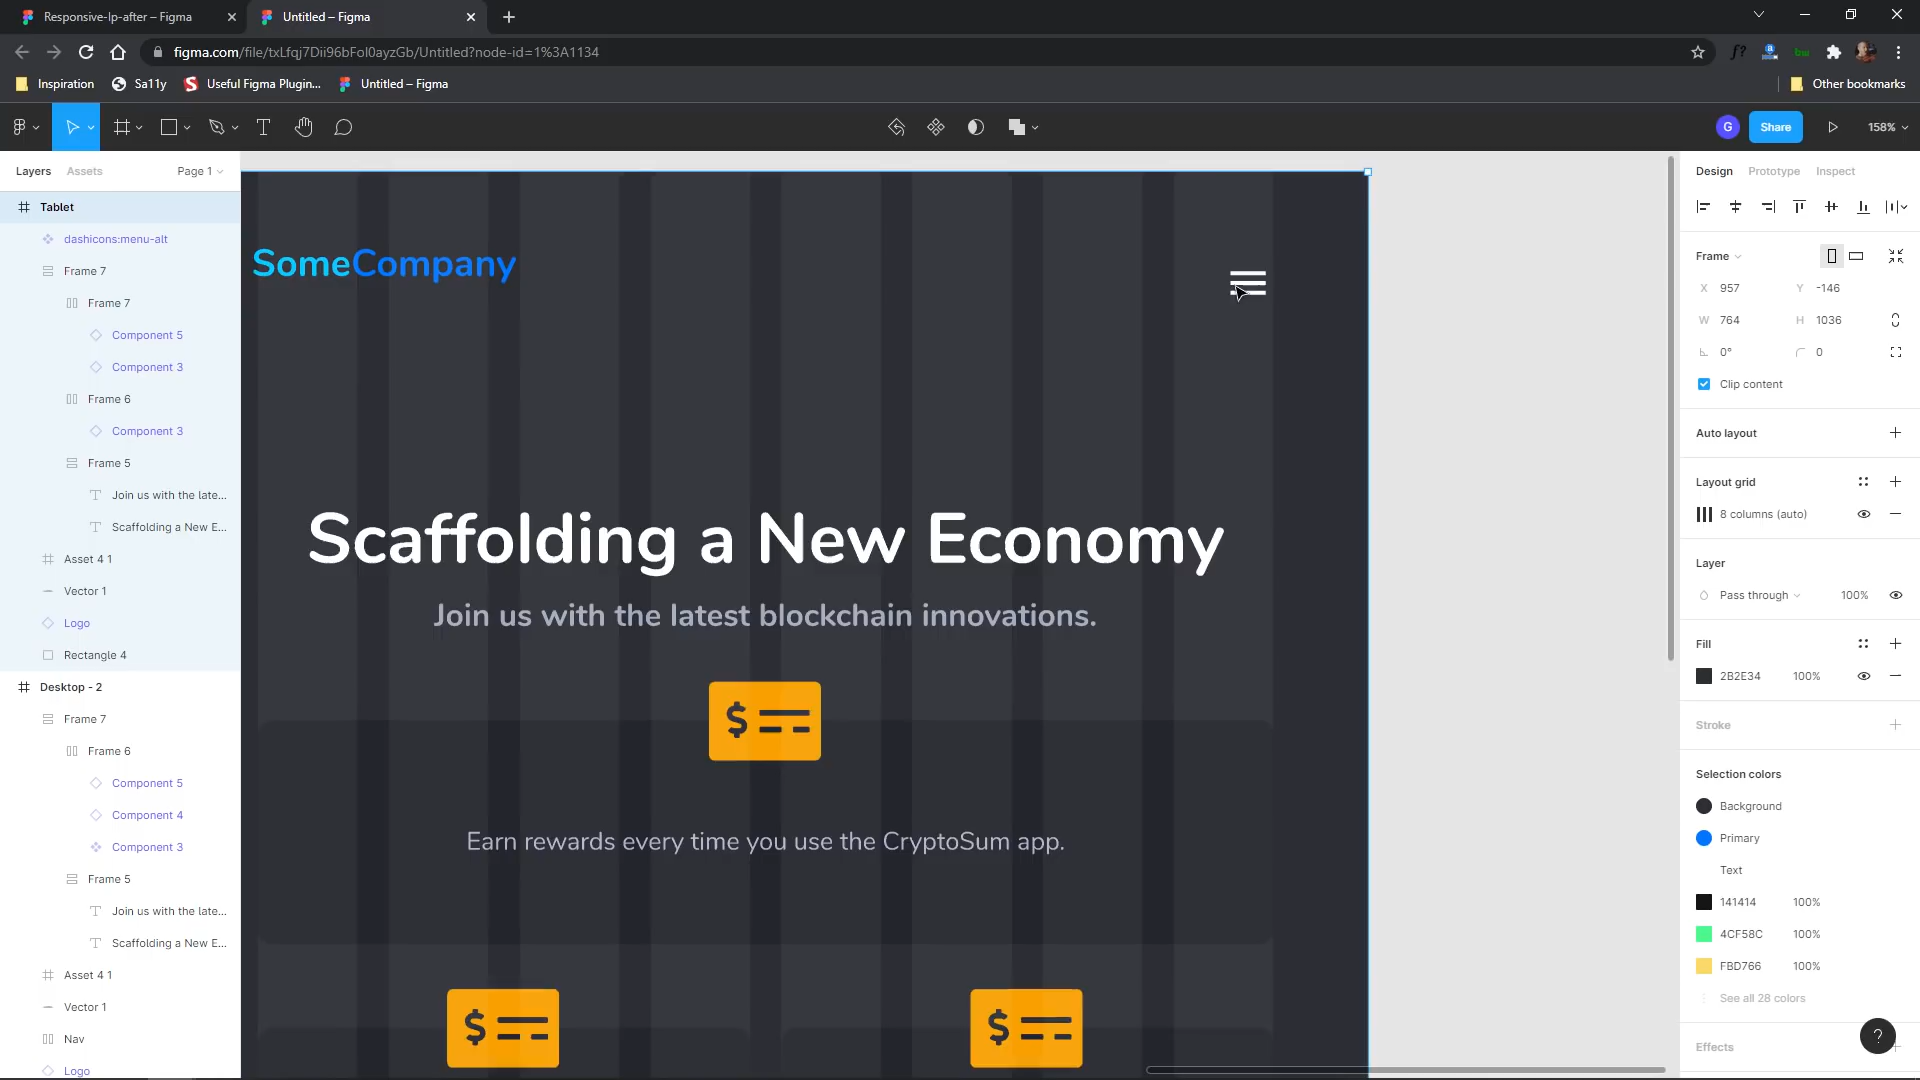 Responsive-lp-after – Figma
Untitled – Figma
figma.com/file/txLfqj7Dii96bFol0ayzGb/Untitled?node-id=1%3A1134
Inspiration
Sa11y
Useful Figma Plugin...
Untitled – Figma
Other bookmarks
G
Share
158%
Layers
Assets
Page 1
Tablet
dashicons:menu-alt
Frame 7
Frame 7
Component 5
Component 3
Frame 6
Component 3
Frame 5
Join us with the late...
Scaffolding a New E...
Asset 4 1
Vector 1
Logo
Rectangle 4
Desktop - 2
Frame 7
Frame 6
Component 5
Component 4
Component 3
Frame 5
Join us with the late...
Scaffolding a New E...
Asset 4 1
Vector 1
Nav
Logo
SomeCompany
Scaffolding a New Economy
Join us with the latest blockchain innovations.
$
Earn rewards every time you use the CryptoSum app.
$
$
Design
Prototype
Inspect
Frame
X 957
Y -146
W 764
H 1036
0°
0
Clip content
Auto layout
Layout grid
8 columns (auto)
Layer
Pass through
100%
Fill
2B2E34 100%
Stroke
Selection colors
Background
Primary
Text
141414 100%
4CF58C 100%
FBD766 100%
See all 28 colors
Effects
?